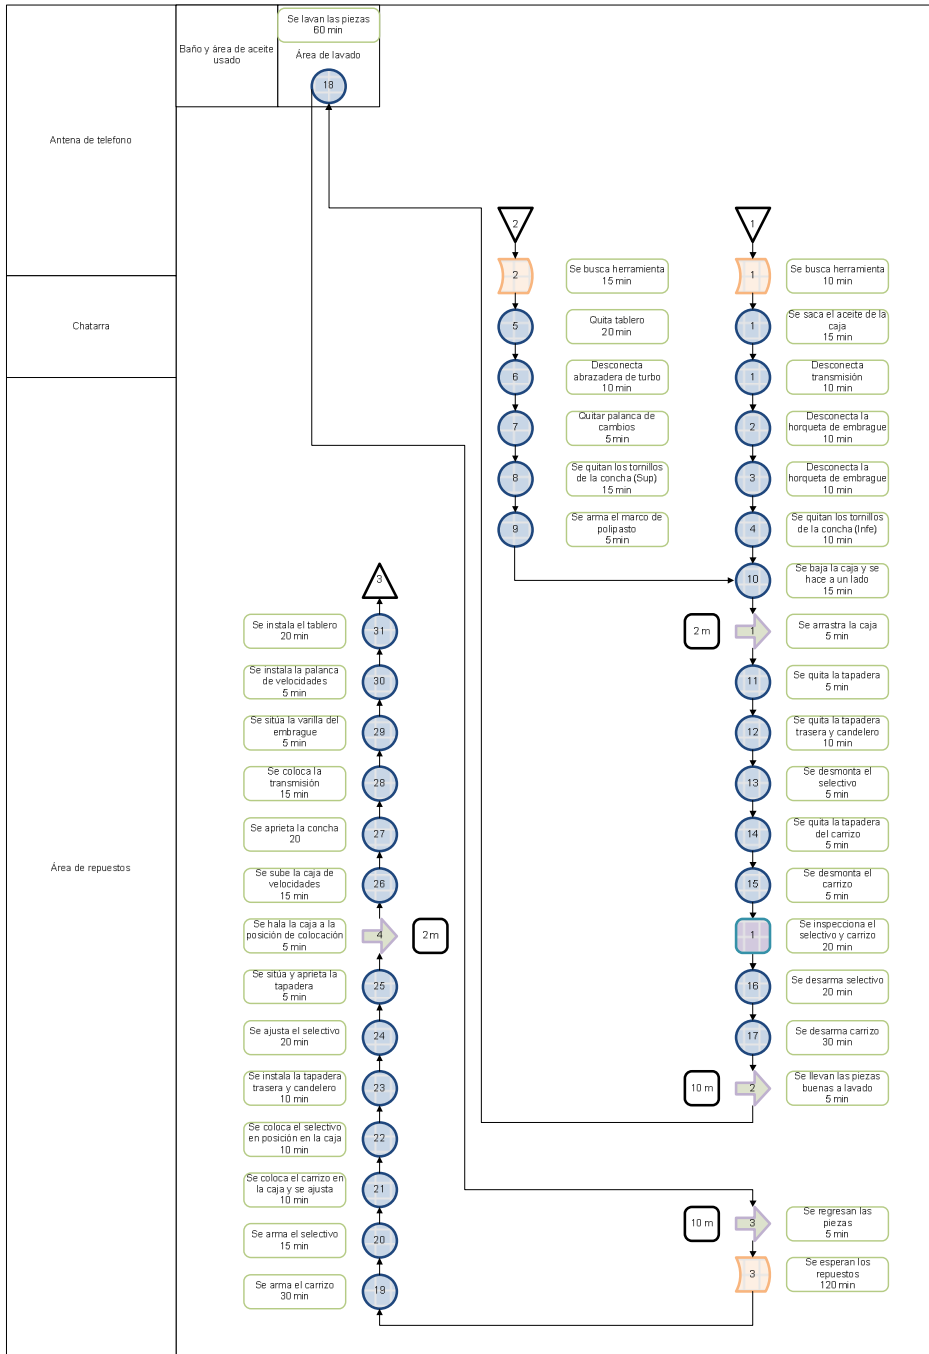 Se lavan las piezas
60 min
Baño y área de aceite
usado
Área de lavado
18
Antena de telefono
Chatarra
Área de repuestos
2
2
Se busca herramienta
15 min
5
Quita tablero
20 min
6
Desconecta
abrazadera de turbo
10 min
7
Quitar palanca de
cambios
5 min
8
Se quitan los tornillos
de la concha (Sup)
15 min
9
Se arma el marco de
polipasto
5 min
1
1
Se busca herramienta
10 min
1
Se saca el aceite de la
caja
15 min
1
Desconecta
transmisión
10 min
2
Desconecta la
horqueta de embrague
10 min
3
Desconecta la
horqueta de embrague
10 min
4
Se quitan los tornillos
de la concha (Infe)
10 min
10
Se baja la caja y se
hace a un lado
15 min
2 m
1
Se arrastra la caja
5 min
11
Se quita la tapadera
5 min
12
Se quita la tapadera
trasera y candelero
10 min
13
Se desmonta el
selectivo
5 min
14
Se quita la tapadera
del carrizo
5 min
15
Se desmonta el
carrizo
5 min
1
Se inspecciona el
selectivo y carrizo
20 min
16
Se desarma selectivo
20 min
17
Se desarma carrizo
30 min
10 m
2
Se llevan las piezas
buenas a lavado
5 min
10 m
3
Se regresan las
piezas
5 min
3
Se esperan los
repuestos
120 min
3
Se instala el tablero
20 min
31
Se instala la palanca
de velocidades
5 min
30
Se sitúa la varilla del
embrague
5 min
29
Se coloca la
transmisión
15 min
28
Se aprieta la concha
20
27
Se sube la caja de
velocidades
15 min
26
Se hala la caja a la
posición de colocación
5 min
4
2m
Se sitúa y aprieta la
tapadera
5 min
25
Se ajusta el selectivo
20 min
24
Se instala la tapadera
trasera y candelero
10 min
23
Se coloca el selectivo
en posición en la caja
10 min
22
Se coloca el carrizo en
la caja y se ajusta
10 min
21
Se arma el selectivo
15 min
20
Se arma el carrizo
30 min
19